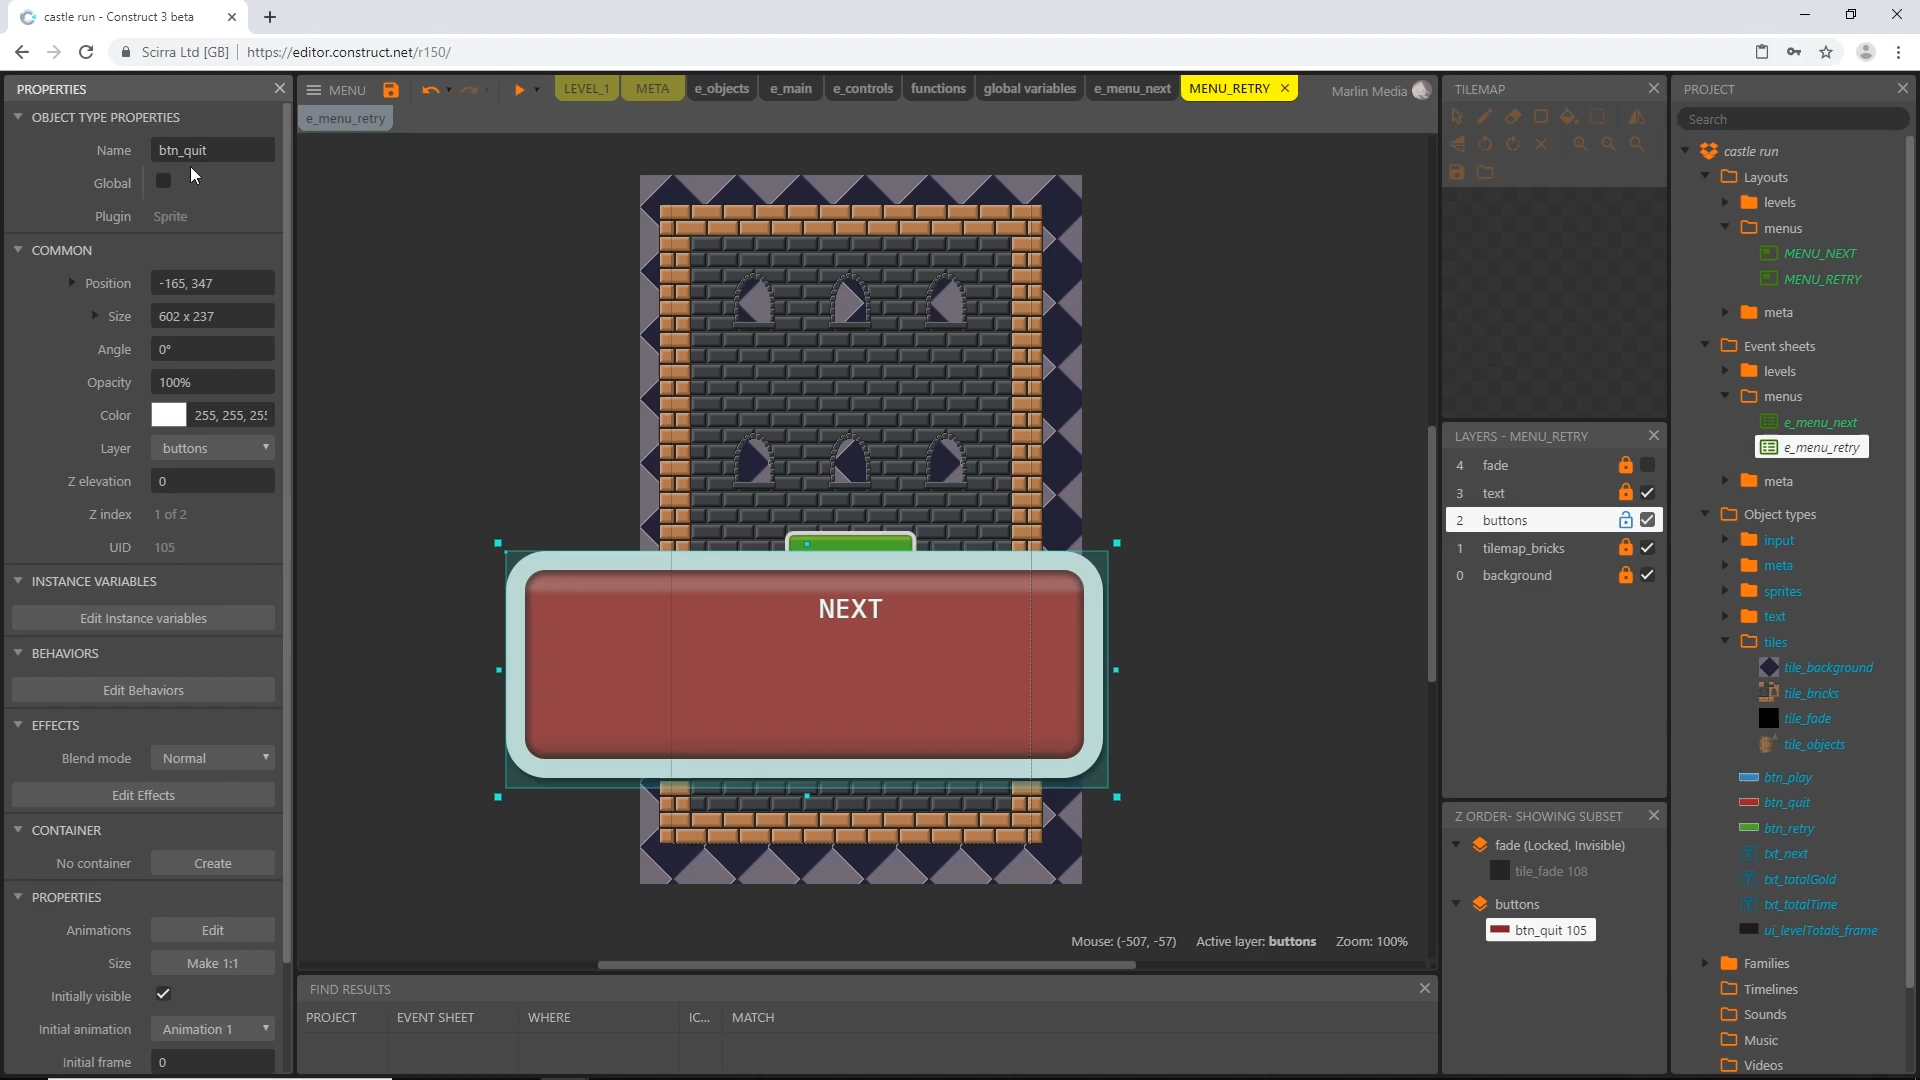 castle run - Construct 3 beta
Scirra Ltd [GB]
https://editor.construct.net/r150/
PROPERTIES
OBJECT TYPE PROPERTIES
Name
btn_quit
Global
Plugin
Sprite
COMMON
Position
-165, 347
Size
602 x 237
Angle
0°
Opacity
100%
Color
255, 255, 255
Layer
buttons
Z elevation
0
Z index
1 of 2
UID
105
INSTANCE VARIABLES
Edit Instance variables
BEHAVIORS
Edit Behaviors
EFFECTS
Blend mode
Normal
Edit Effects
CONTAINER
No container
Create
PROPERTIES
Animations
Edit
Size
Make 1:1
Initially visible
Initial animation
Animation 1
Initial frame
0
MENU
LEVEL_1
META
e_objects
e_main
e_controls
functions
global variables
e_menu_next
MENU_RETRY
Marlin Media
e_menu_retry
NEXT
Mouse: (-507, -57)
Active layer: buttons
Zoom: 100%
FIND RESULTS
PROJECT
EVENT SHEET
WHERE
IC...
MATCH
TILEMAP
LAYERS - MENU_RETRY
4 fade
3 text
2 buttons
1 tilemap_bricks
0 background
Z ORDER- SHOWING SUBSET
fade (Locked, Invisible)
tile_fade 108
buttons
btn_quit 105
PROJECT
Search
castle run
Layouts
levels
menus
MENU_NEXT
MENU_RETRY
meta
Event sheets
levels
menus
e_menu_next
e_menu_retry
meta
Object types
input
meta
sprites
text
tiles
tile_background
tile_bricks
tile_fade
tile_objects
btn_play
btn_quit
btn_retry
txt_next
txt_totalGold
txt_totalTime
ui_levelTotals_frame
Families
Timelines
Sounds
Music
Videos